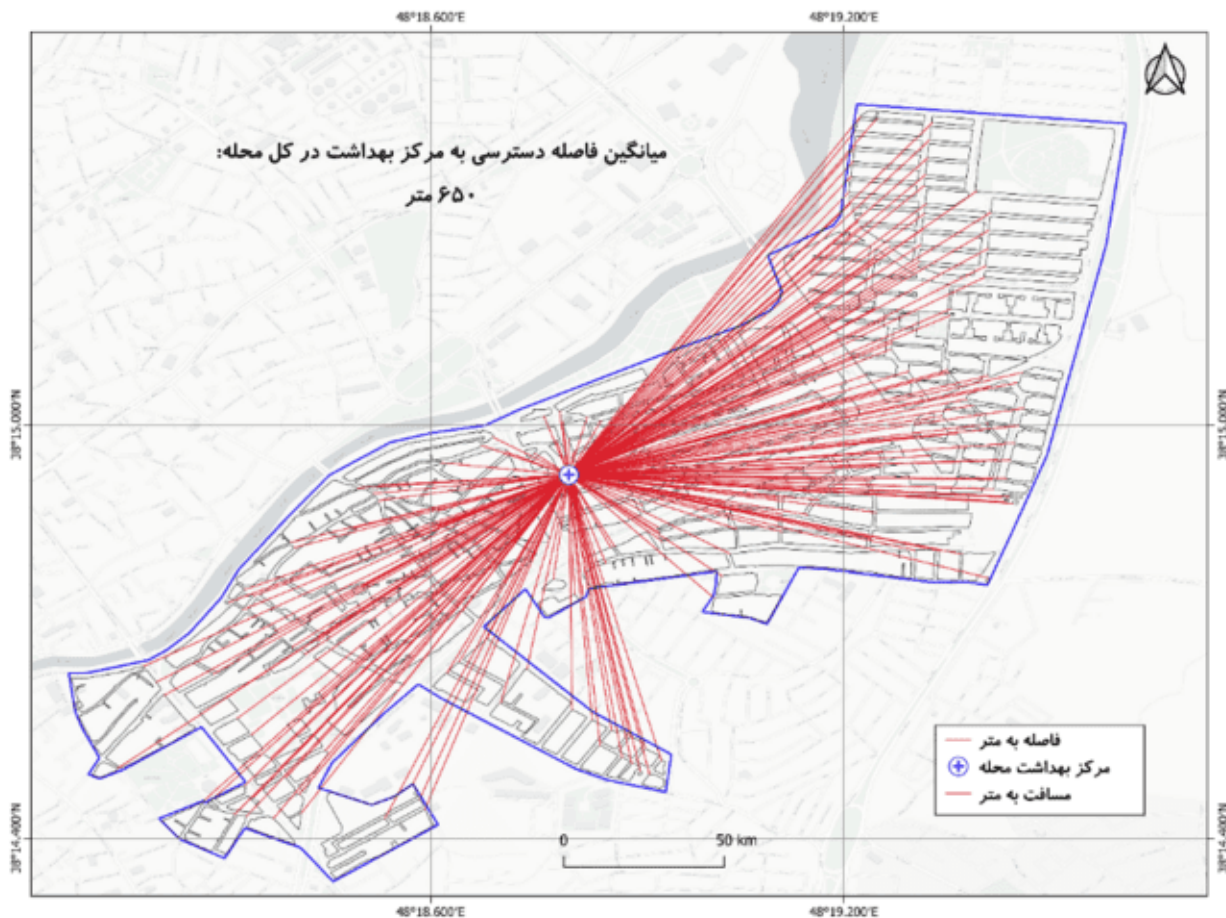 48°18.600'E
48°19.200'E
میانگین فاصله دسترسی به مرکز بهداشت در کل محله:
۶۵۰ متر
38°15.000'N
38°15.000'N
فاصله به متر
مرکز بهداشت محله
مسافت به متر
0
50 km
38°14.400'N
38°14.400'N
48°18.600'E
48°19.200'E